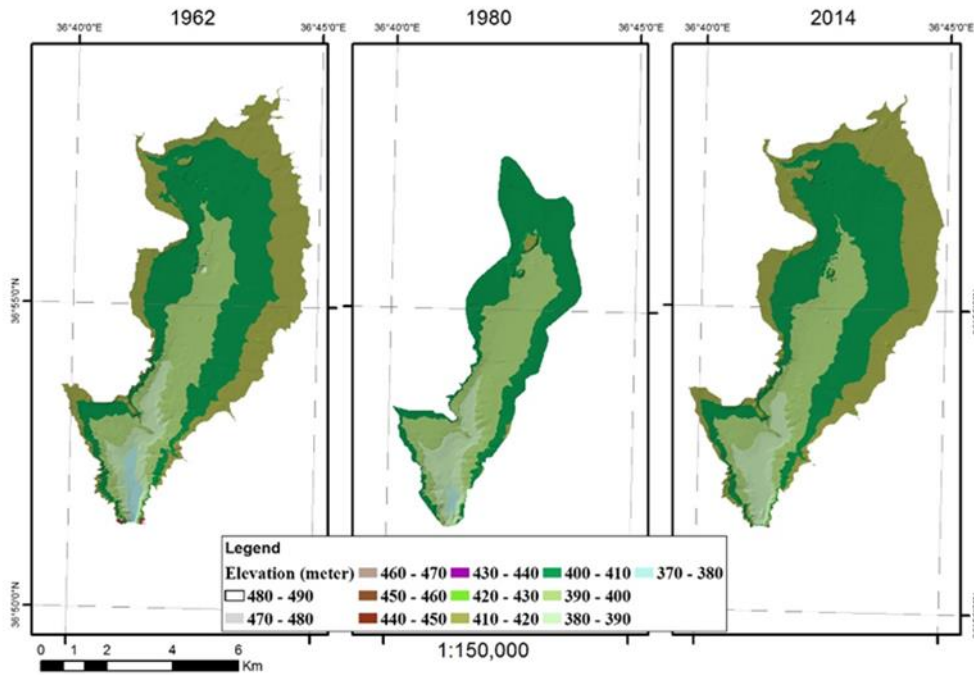 1962 1980 2014
36°40'0"E 36°45'0"E 36°40'0"E 36°45'0"E 36°40'0"E 36°45'0"E
36°55'0"N
36°50'0"N
Legend
Elevation (meter) 460 - 470 430 - 440 400 - 410 370 - 380
480 - 490 450 - 460 420 - 430 390 - 400
470 - 480 440 - 450 410 - 420 380 - 390
0 1 2 4 6
Km
1:150,000